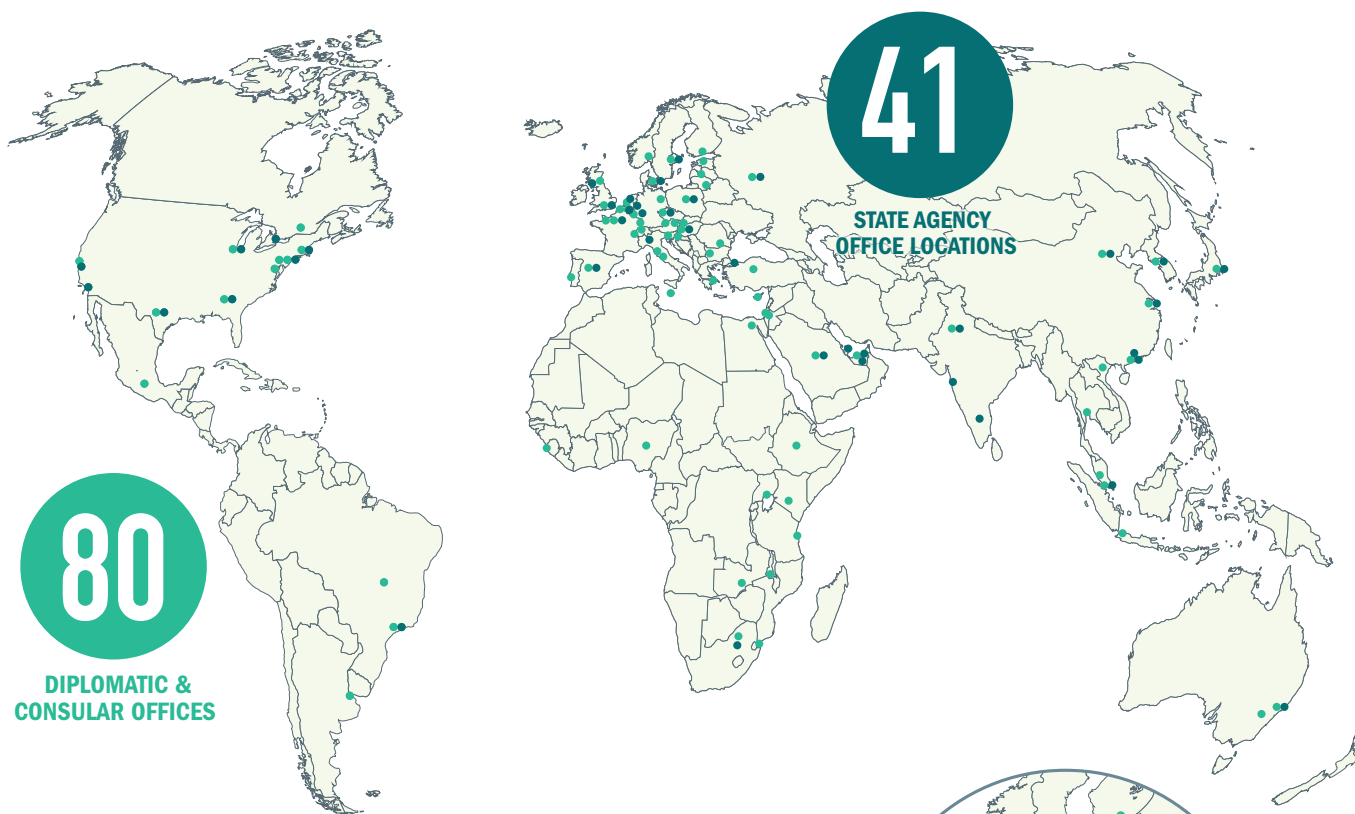 41
STATE AGENCY
OFFICE LOCATIONS
80
DIPLOMATIC &
CONSULAR OFFICES